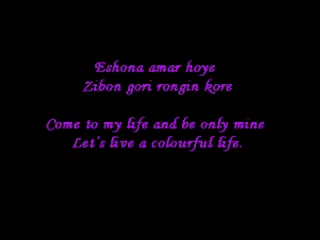 Eshona amar hoye
Zibon gori rongin kore
Come to my life and be only mine
Let's live a colourful life.